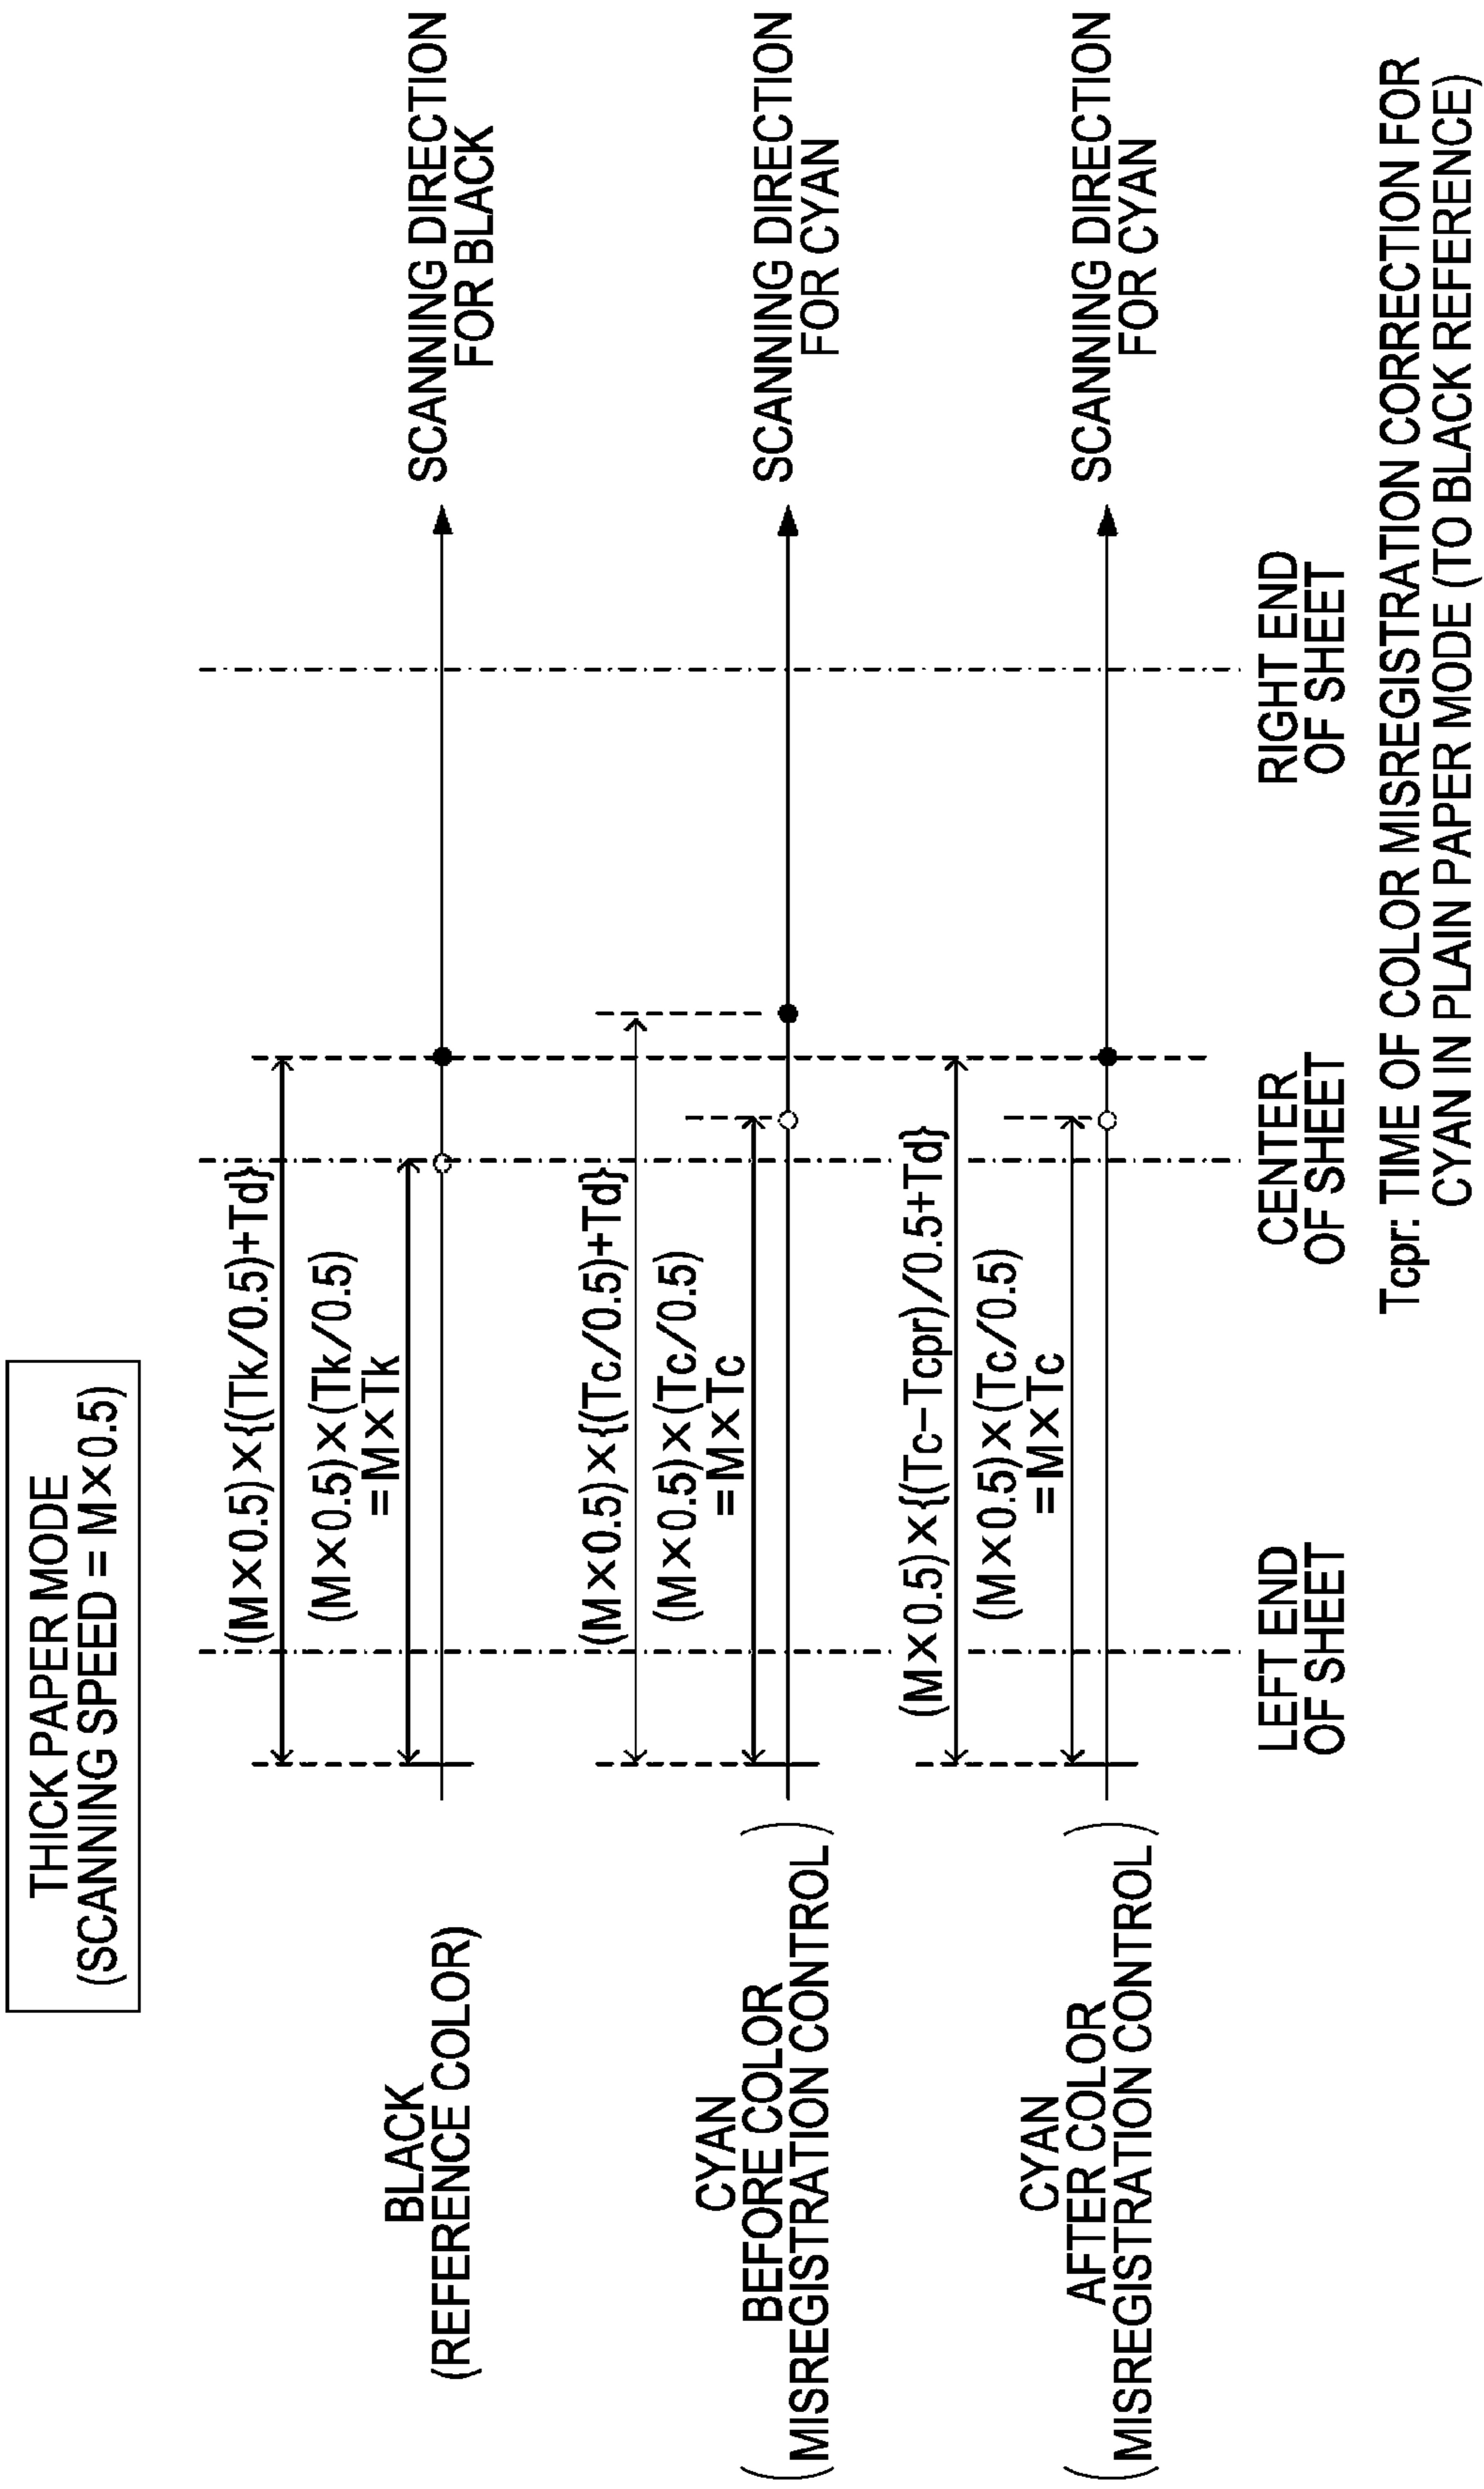 THICK PAPER MODE
(SCANNING SPEED = M×0.5)
BLACK
(REFERENCE COLOR)
(M×0.5)×{(Tk/0.5)+Td}
(M×0.5)×(Tk/0.5)
=M×Tk
SCANNING DIRECTION
FOR BLACK
CYAN
BEFORE COLOR
MISREGISTRATION CONTROL
(M×0.5)×{(Tc/0.5)+Td}
(M×0.5)×(Tc/0.5)
=M×Tc
SCANNING DIRECTION
FOR CYAN
CYAN
AFTER COLOR
MISREGISTRATION CONTROL
(M×0.5)×{(Tc−Tcpr)/0.5+Td}
(M×0.5)×(Tc/0.5)
=M×Tc
SCANNING DIRECTION
FOR CYAN
LEFT END
OF SHEET
CENTER
OF SHEET
RIGHT END
OF SHEET
Tcpr: TIME OF COLOR MISREGISTRATION CORRECTION FOR
CYAN IN PLAIN PAPER MODE (TO BLACK REFERENCE)